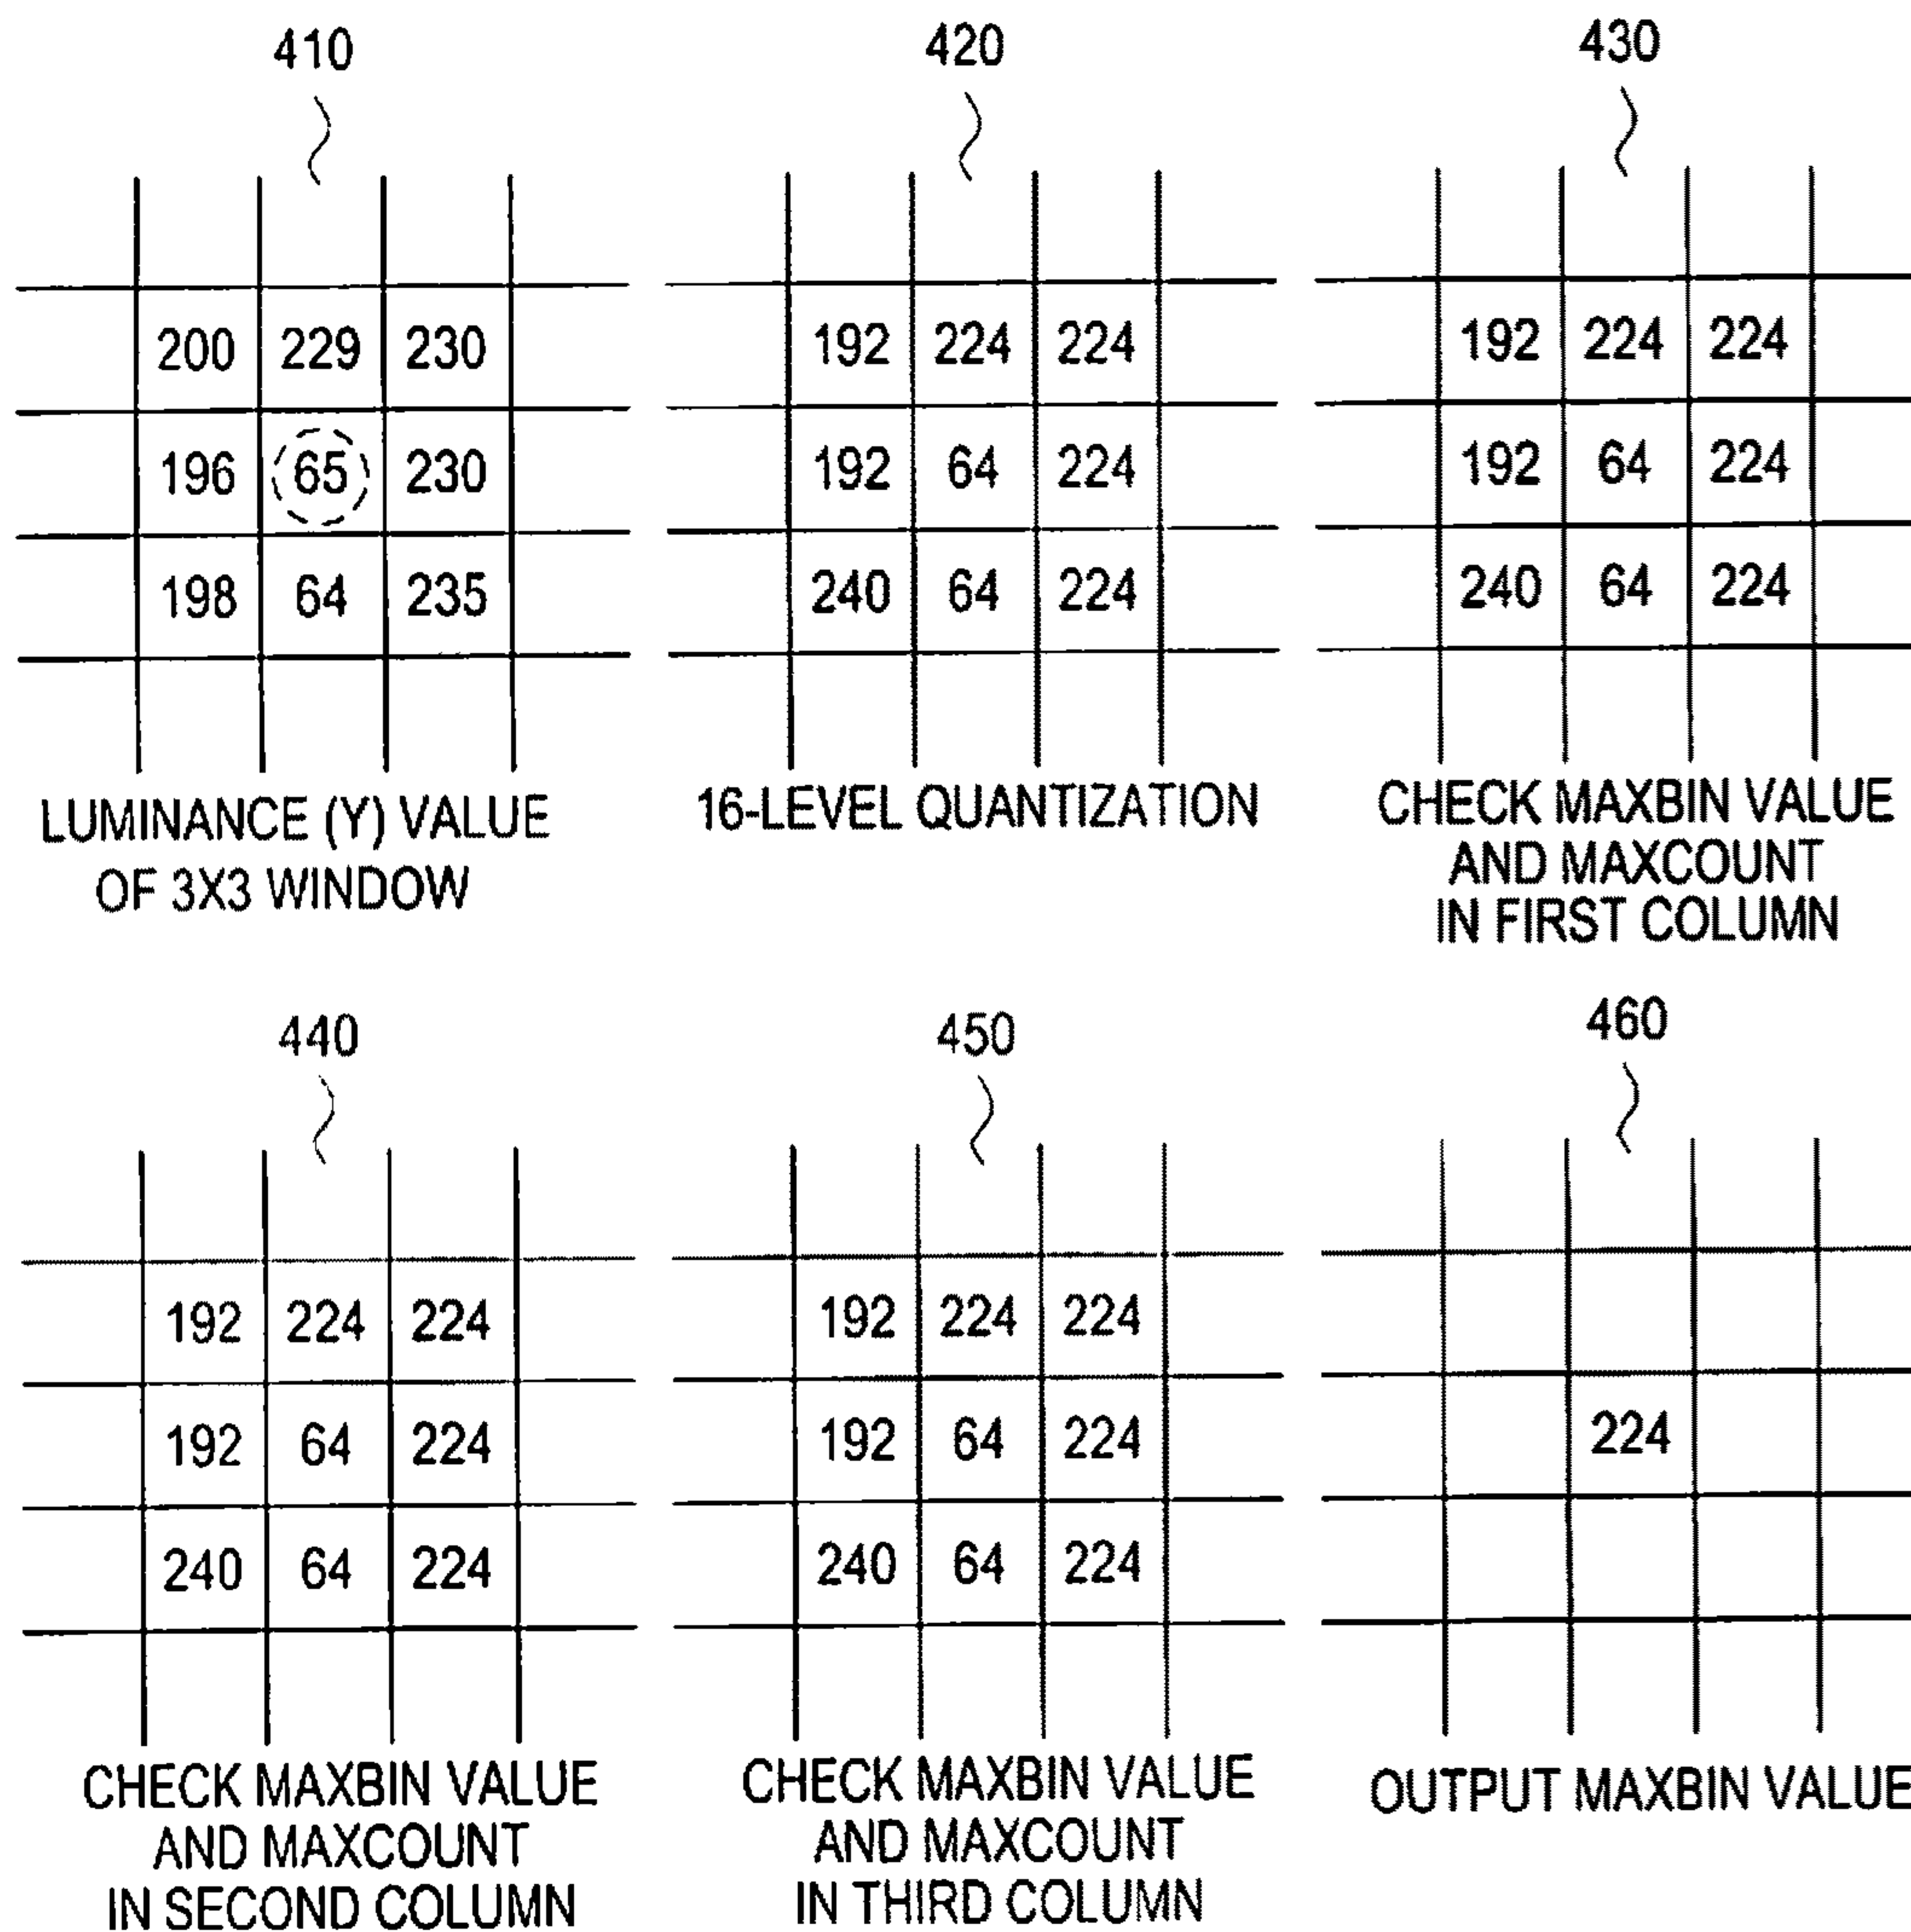 410 420 430
200 229 230 192 224 224 192 224 224
196 65 230 192 64 224 192 64 224
198 64 235 240 64 224 240 64 224
LUMINANCE (Y) VALUE
OF 3X3 WINDOW
16-LEVEL QUANTIZATION
CHECK MAXBIN VALUE
AND MAXCOUNT
IN FIRST COLUMN
440 450 460
192 224 224 192 224 224
192 64 224 192 64 224 224
240 64 224 240 64 224
CHECK MAXBIN VALUE
AND MAXCOUNT
IN SECOND COLUMN
CHECK MAXBIN VALUE
AND MAXCOUNT
IN THIRD COLUMN
OUTPUT MAXBIN VALUE